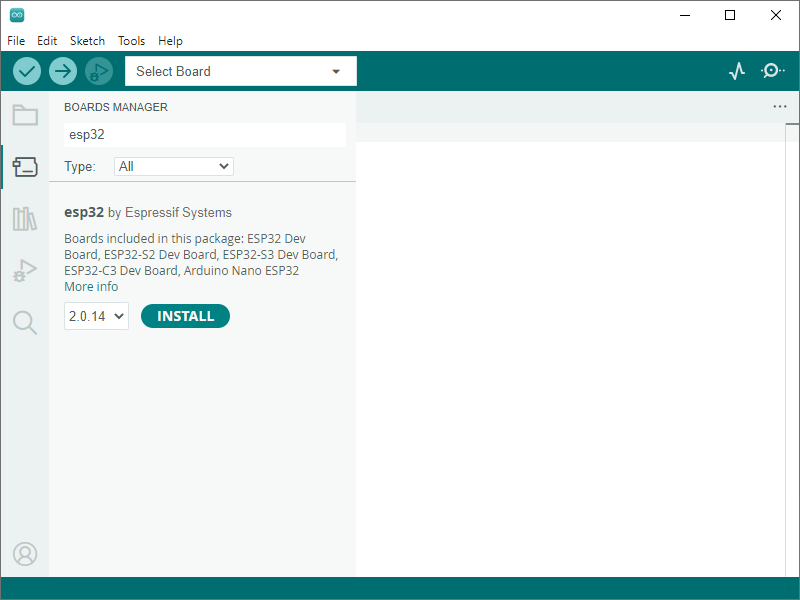 File Edit Sketch Tools Help
Select Board
BOARDS MANAGER
esp32
Type: All
esp32 by Espressif Systems
Boards included in this package: ESP32 Dev
Board, ESP32-S2 Dev Board, ESP32-S3 Dev Board,
ESP32-C3 Dev Board, Arduino Nano ESP32
More info
2.0.14 INSTALL